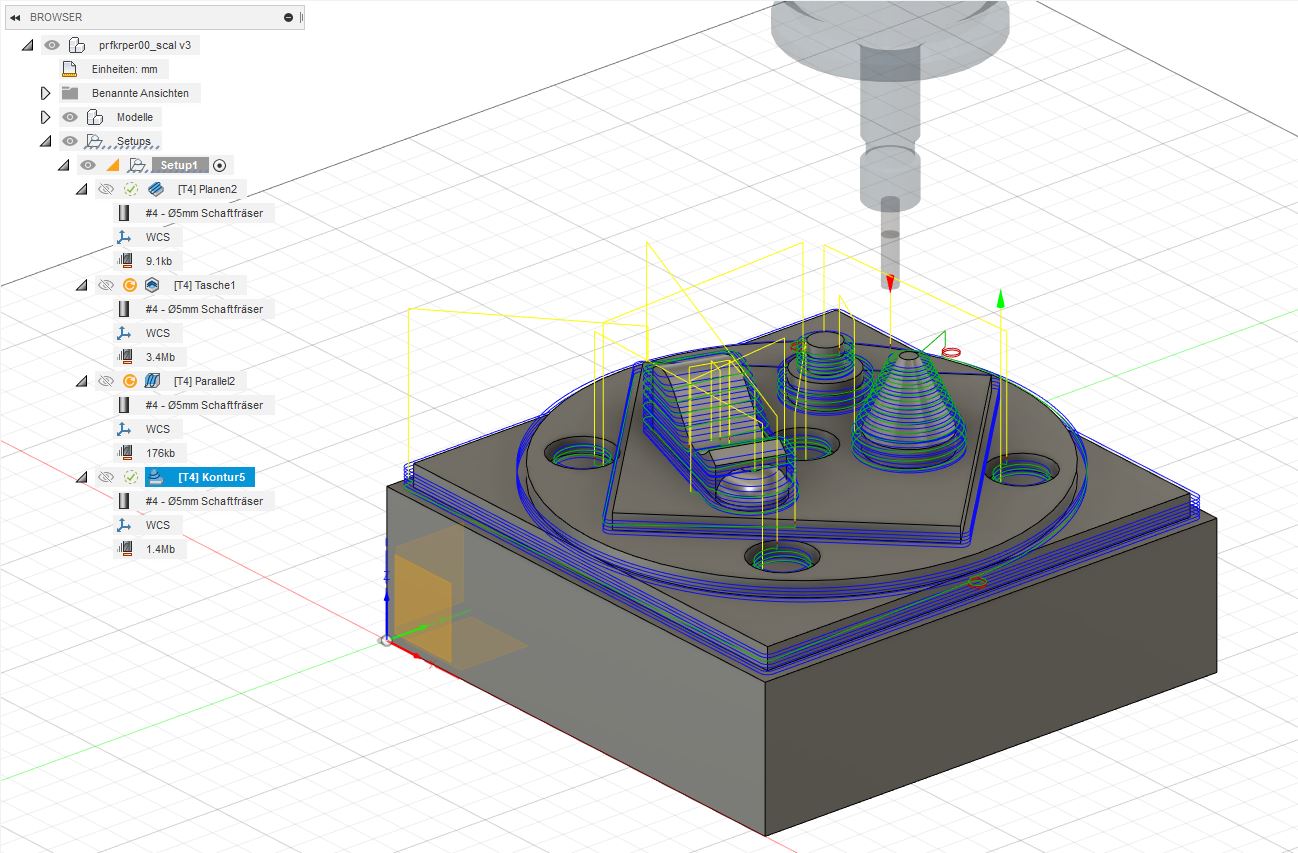 BROWSER
prfkrper00_scal v3
Einheiten: mm
Benannte Ansichten
Modelle
Setups
Setup1
[T4] Planen2
#4 - Ø5mm Schaftfräser
WCS
9.1kb
[T4] Tasche1
#4 - Ø5mm Schaftfräser
WCS
3.4Mb
[T4] Parallel2
#4 - Ø5mm Schaftfräser
WCS
176kb
[T4] Kontur5
#4 - Ø5mm Schaftfräser
WCS
1.4Mb
Z